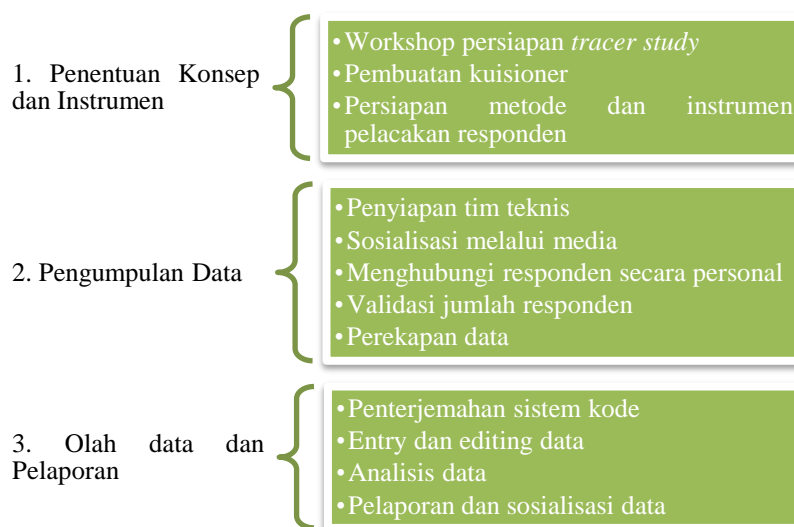 1. Penentuan Konsep
dan Instrumen
•Workshop persiapan tracer study
•Pembuatan kuisioner
•Persiapan metode dan instrumen
pelacakan responden
2. Pengumpulan Data
•Penyiapan tim teknis
•Sosialisasi melalui media
•Menghubungi responden secara personal
•Validasi jumlah responden
•Perekapan data
3. Olah data dan
Pelaporan
•Penterjemahan sistem kode
•Entry dan editing data
•Analisis data
•Pelaporan dan sosialisasi data